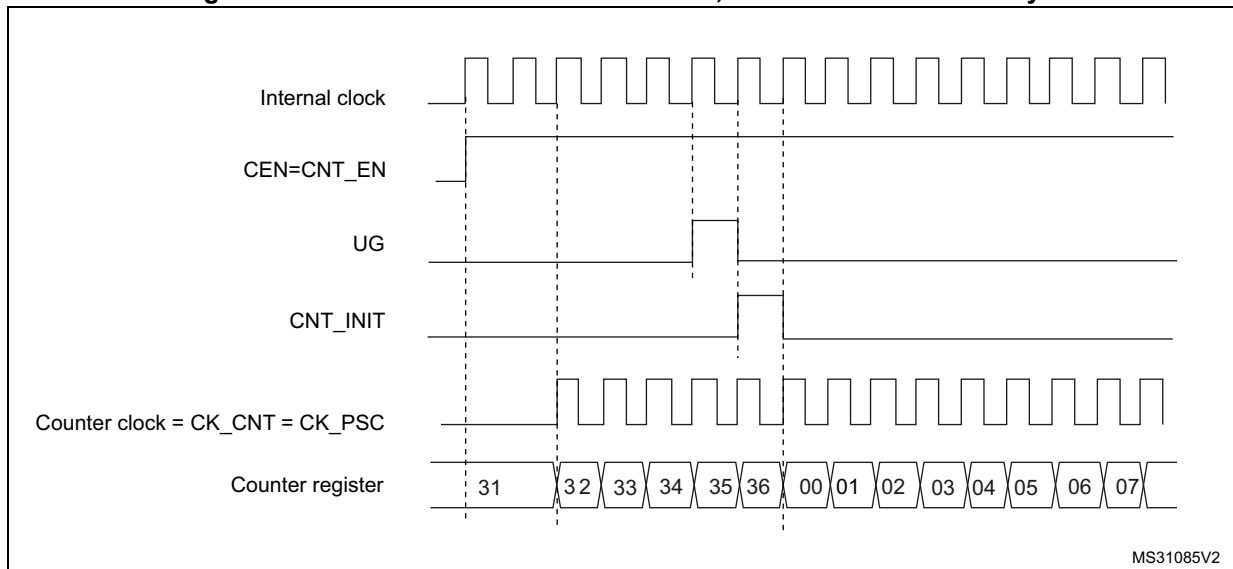 Internal clock
CEN=CNT_EN
UG
CNT_INIT
Counter clock = CK_CNT = CK_PSC
Counter register 31 32 33 34 35 36 00 01 02 03 04 05 06 07
MS31085V2